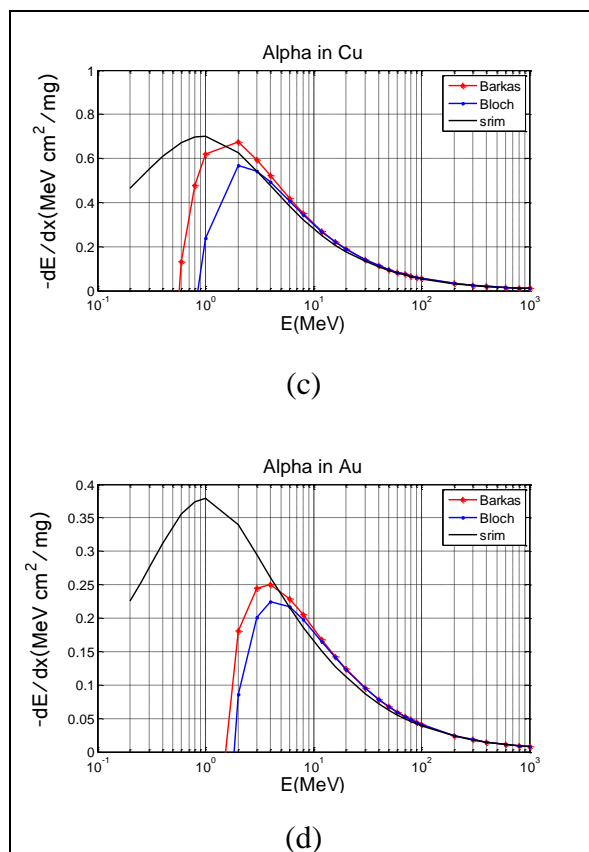 Alpha in Cu
-dE/dx(MeV cm²/mg)
1
0.8
0.6
0.4
0.2
0
Barkas
Bloch
srim
10⁻¹ 10⁰ 10¹ 10² 10³
E(MeV)
(c)
Alpha in Au
-dE/dx(MeV cm²/mg)
0.4
0.35
0.3
0.25
0.2
0.15
0.1
0.05
0
Barkas
Bloch
srim
10⁻¹ 10⁰ 10¹ 10² 10³
E(MeV)
(d)